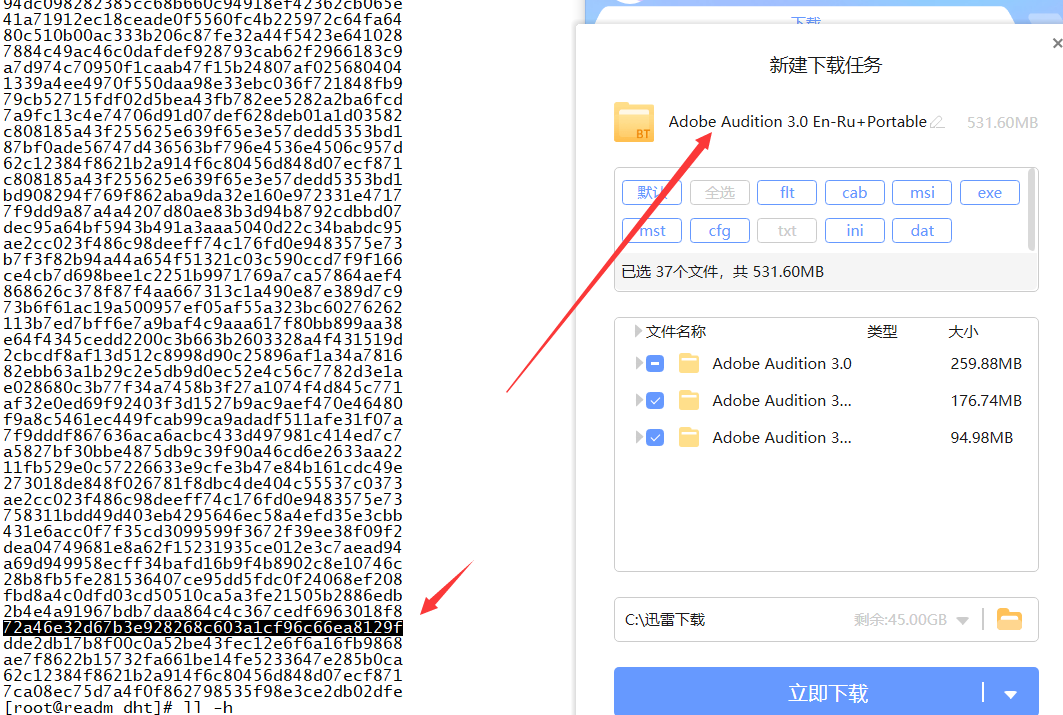 94dc098282385cc68b660c94918ef42362cb065e
41a71912ec18ceade0f5560fc4b225972c64fa64
80c510b00ac333b206c87fe32a44f5423e641028
7884c49ac46c0dafdef928793cab62f2966183c9
a7d974c70950f1caab47f15b24807af025680404
1339a4ee4970f550daa98e33ebc036f721848fb9
79cb52715fdf02d5bea43fb782ee5282a2ba6fcd
7a9fc13c4e74706d91d07def628deb01a1d03582
c808185a43f255625e639f65e3e57dedd5353bd1
87bf0ade56747d436563bf796e4536e4506c957d
62c12384f8621b2a914f6c80456d848d07ecf871
c808185a43f255625e639f65e3e57dedd5353bd1
bd908294f769f862aba9da32e160e972331e4717
7f9dd9a87a4a4207d80ae83b3d94b8792cdbbd07
dec95a64bf5943b491a3aaa5040d22c34babdc95
ae2cc023f486c98deeff74c176fd0e9483575e73
b7f3f82b94a44a654f51321c03c590ccd7f9f166
ce4cb7d698bee1c2251b9971769a7ca57864aef4
868626c378f87f4aa667313c1a490e87e389d7c9
73b6f61ac19a500957ef05af55a323bc60276262
113b7ed7bff6e7a9baf4c9aaa617f80bb899aa38
e64f4345cedd2200c3b663b2603328a4f431519d
2cbcdf8af13d512c8998d90c25896af1a34a7816
82ebb63a1b29c2e5db9d0ec52e4c56c7782d3e1a
e028680c3b77f34a7458b3f27a1074f4d845c771
af32e0ed69f92403f3d1527b9ac9aef470e46480
f9a8c5461ec449fcab99ca9adadf511afe31f07a
7f9dddf867636aca6acbc433d497981c414ed7c7
a5827bf30bbe4875db9c39f90a46cd6e2633aa22
11fb529e0c57226633e9cfe3b47e84b161cdc49e
273018de848f026781f8dbc4de404c55537c0373
ae2cc023f486c98deeff74c176fd0e9483575e73
758311bdd49d403eb4295646ec58a4efd35e3cbb
431e6acc0f7f35cd3099599f3672f39ee38f09f2
dea04749681e8a62f15231935ce012e3c7aead94
a69d949958ecff34bafd16b9f4b8902c8e10746c
28b8fb5fe281536407ce95dd5fdc0f24068ef208
fbd8a4c0dfd03cd50510ca5a3fe21505b2886edb
2b4e4a91967bdb7daa864c4c367cedf6963018f8
72a46e32d67b3e928268c603a1cf96c66ea8129f
dde2db17b8f00c0a52be43fec12e6f6a16fb9868
ae7f8622b15732fa661be14fe5233647e285b0ca
62c12384f8621b2a914f6c80456d848d07ecf871
7ca08ec75d7a4f0f862798535f98e3ce2db02dfe
[root@readm dht]# ll -h
下载
新建下载任务
BT
Adobe Audition 3.0 En-Ru+Portable 531.60MB
默认 全选 flt cab msi exe
mst cfg txt ini dat
已选 37个文件，共 531.60MB
文件名称 类型 大小
Adobe Audition 3.0 259.88MB
Adobe Audition 3... 176.74MB
Adobe Audition 3... 94.98MB
C:\迅雷下载 剩余:45.00GB
立即下载